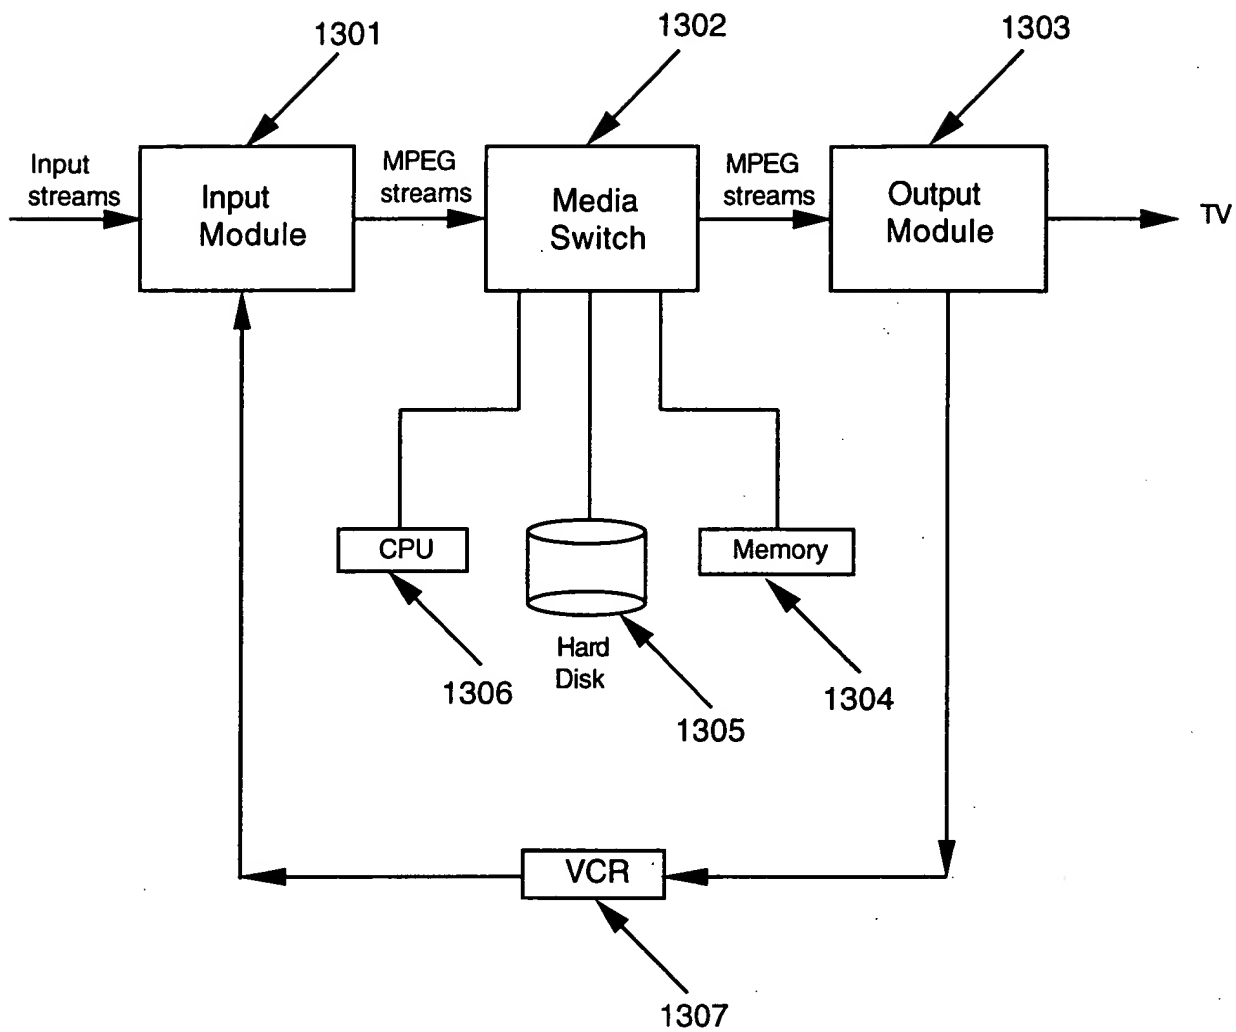 1301
1302
1303
Input
streams
Input
Module
MPEG
streams
Media
Switch
MPEG
streams
Output
Module
TV
CPU
Memory
Hard
Disk
1306
1305
1304
VCR
1307